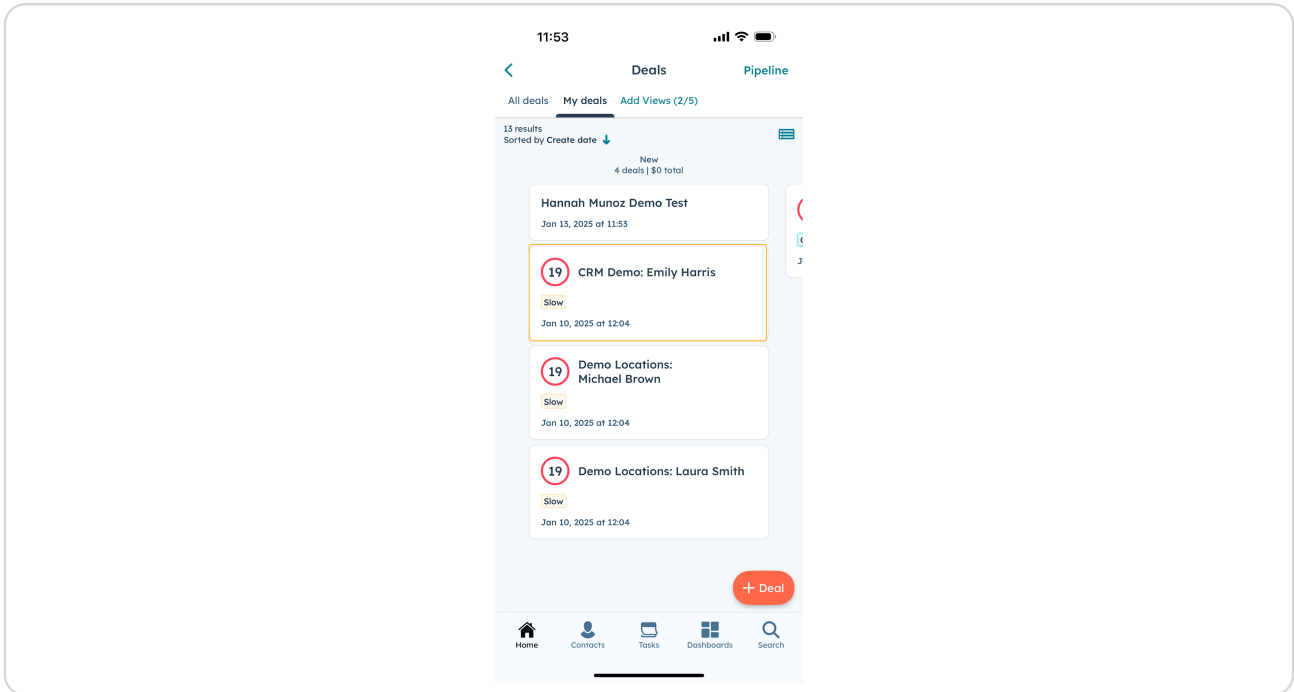 11:53
Deals
Pipeline
All deals
My deals
Add Views (2/5)
13 results
Sorted by Create date
New
4 deals | $0 total
Hannah Munoz Demo Test
Jan 13, 2025 at 11:53
19
CRM Demo: Emily Harris
Slow
Jan 10, 2025 at 12:04
19
Demo Locations:
Michael Brown
Slow
Jan 10, 2025 at 12:04
19
Demo Locations: Laura Smith
Slow
Jan 10, 2025 at 12:04
+ Deal
Home
Contacts
Tasks
Dashboards
Search